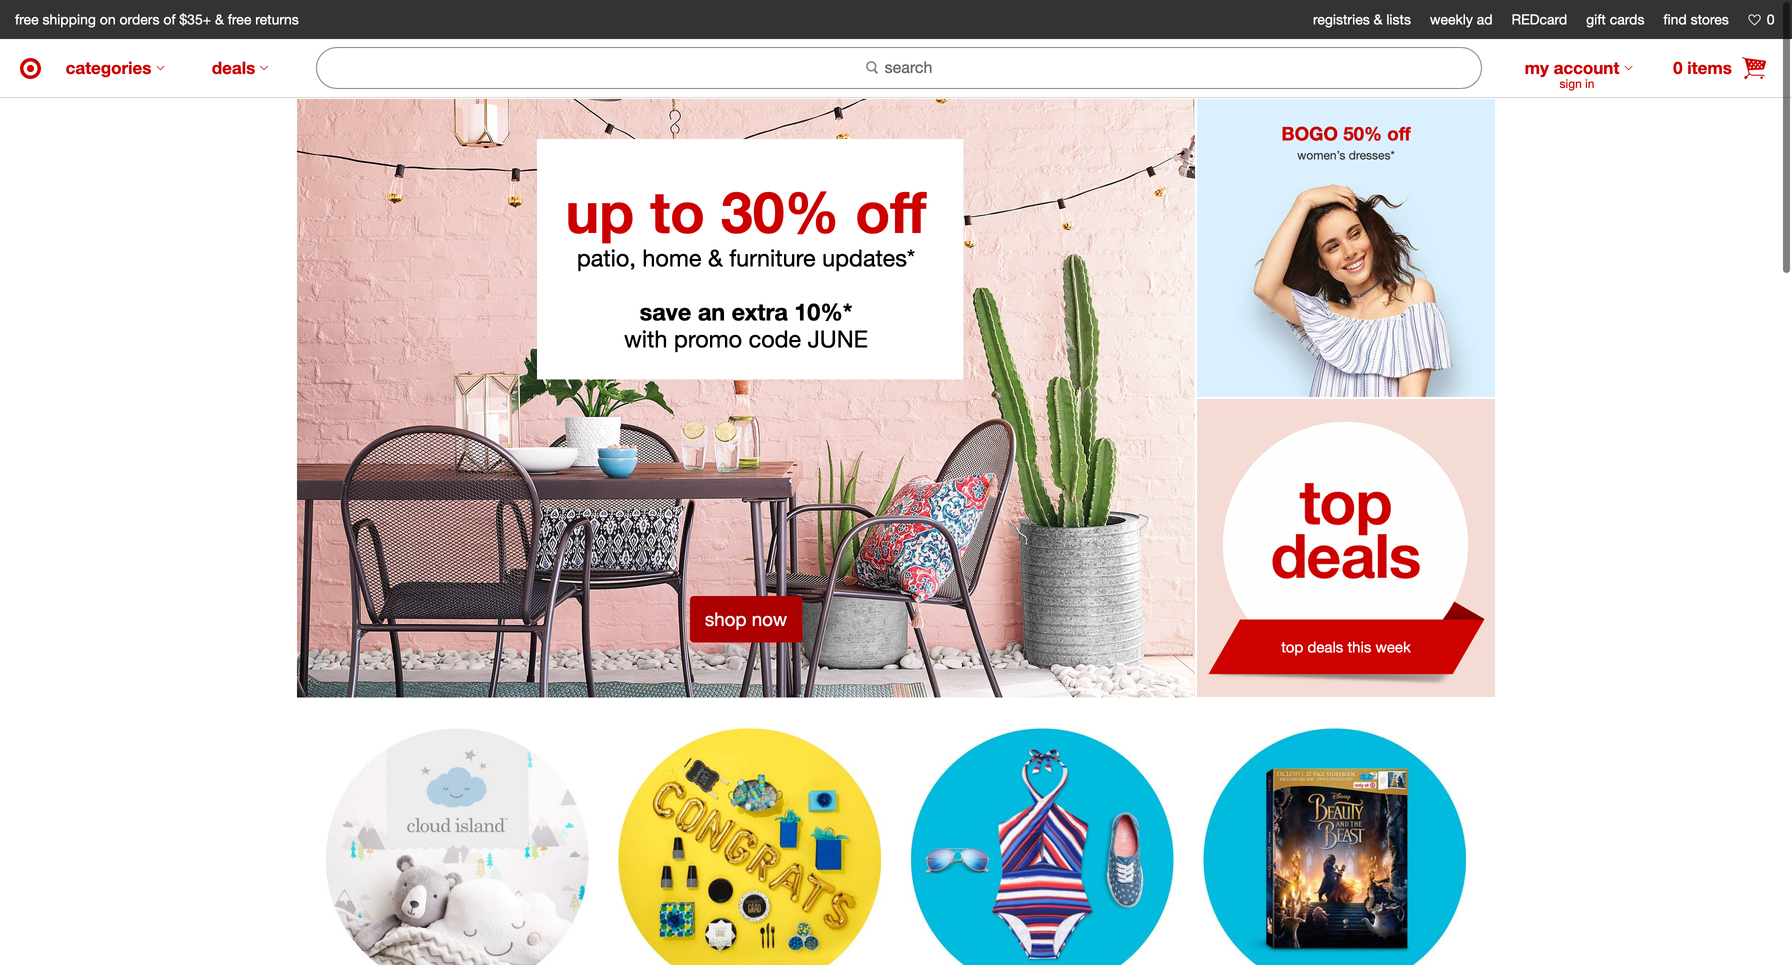 free shipping on orders of $35+ & free returns
registries & lists
weekly ad
REDcard
gift cards
find stores
0
categories
deals
search
my account
sign in
0 items
up to 30% off
patio, home & furniture updates*
save an extra 10%*
with promo code JUNE
shop now
BOGO 50% off
women's dresses*
top
deals
top deals this week
cloud island
CONGRATS
EXCLUSIVE 32-PAGE STORYBOOK
only at
Disney
BEAUTY
AND THE
BEAST